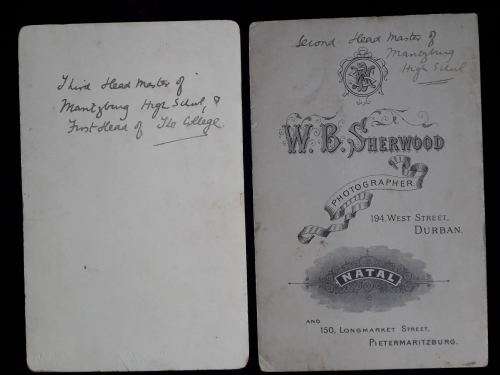 Third Head Master of
Maritzburg High School, &
First Head of The College.
Second Head Master of
Maritzburg
High School
W. B. SHERWOOD
PHOTOGRAPHER
194, WEST STREET,
DURBAN.
NATAL
AND
150, LONGMARKET STREET,
PIETERMARITZBURG.